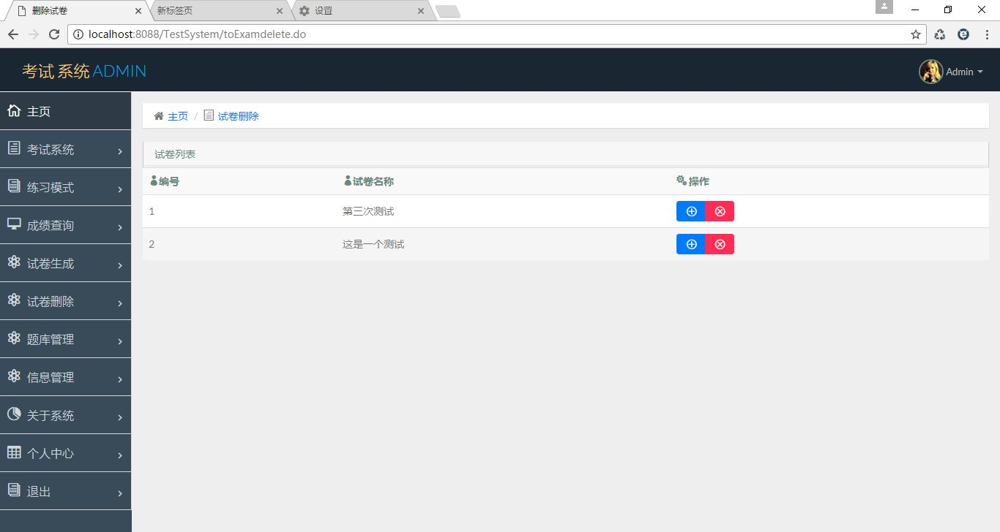 删除试卷
新标签页
设置
localhost:8088/TestSystem/toExamdelete.do
考试 系统 ADMIN
Admin
主页
考试系统
练习模式
成绩查询
试卷生成
试卷删除
题库管理
信息管理
关于系统
个人中心
退出
主页 / 试卷删除
试卷列表
编号 试卷名称 操作
1 第三次测试
2 这是一个测试